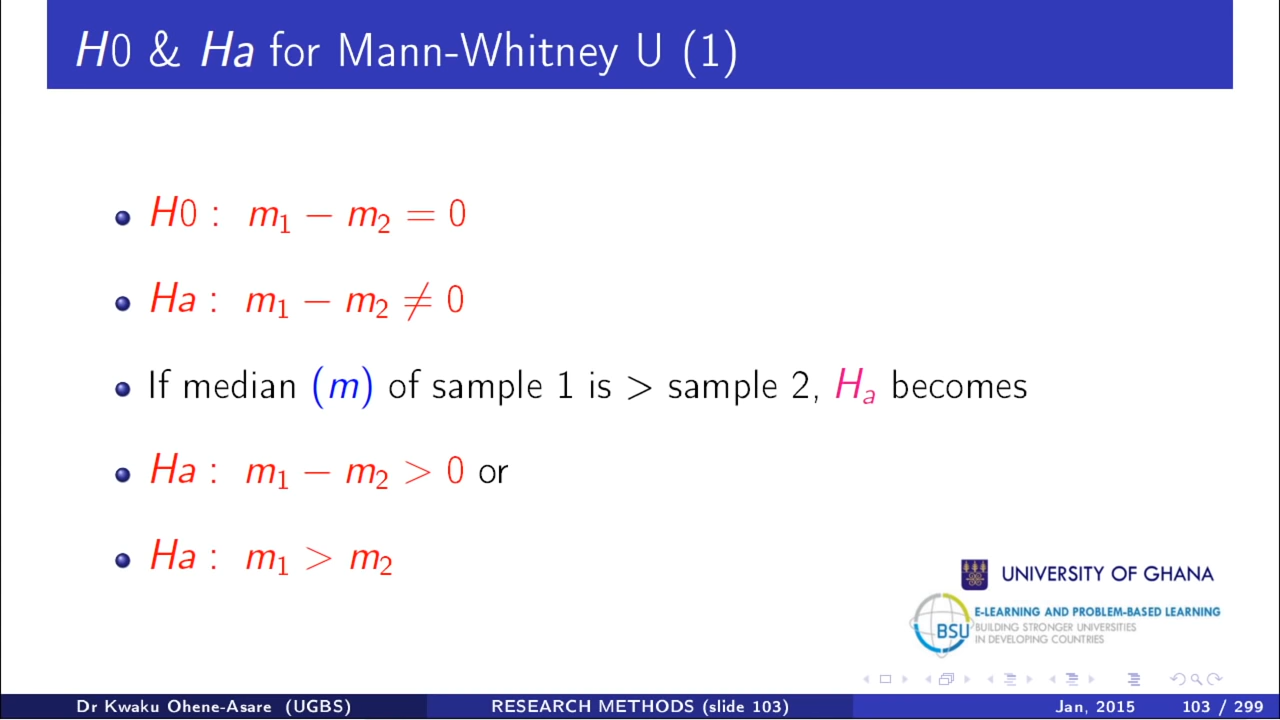 H0 & Ha for Mann-Whitney U (1)
H0 : m₁ − m₂ = 0
Ha : m₁ − m₂ ≠ 0
If median (m) of sample 1 is > sample 2, Hₐ becomes
Ha : m₁ − m₂ > 0 or
Ha : m₁ > m₂
UNIVERSITY OF GHANA
E-LEARNING AND PROBLEM-BASED LEARNING
BSU
BUILDING STRONGER UNIVERSITIES
IN DEVELOPING COUNTRIES
Dr Kwaku Ohene-Asare (UGBS) RESEARCH METHODS (slide 103) Jan, 2015 103 / 299